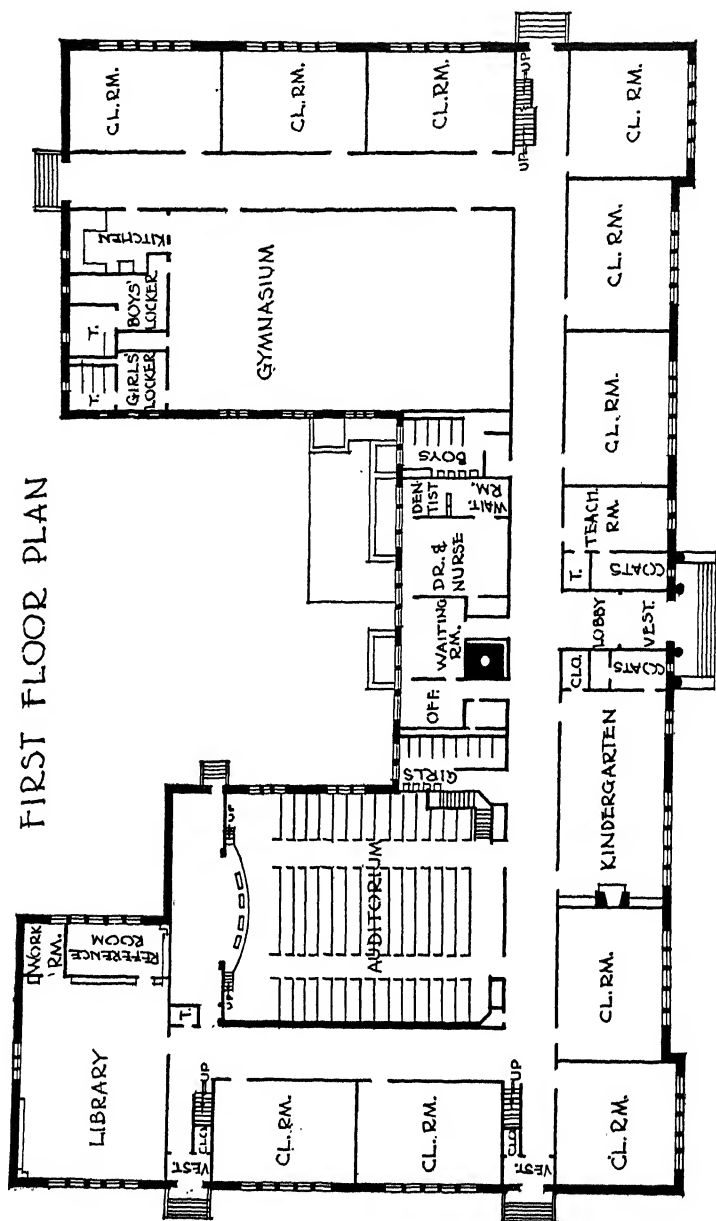 FIRST FLOOR PLAN
CL. RM.
CL. RM.
CL. RM.
UP
UP
CL. RM.
KITCHEN
BOYS'
LOCKER
T.
GIRLS'
LOCKER
T.
GYMNASIUM
CL. RM.
CL. RM.
BOYS
DEN-
TIST
WAIT.
RM.
DR. &
NURSE
WAITING
RM.
OFF.
GIRLS
TEACH.
RM.
T.
COATS
LOBBY
VEST.
CLO.
COATS
KINDERGARTEN
UP
AUDITORIUM
UP
WORK
RM.
REFERENCE
ROOM
T.
LIBRARY
UP
CLO.
VEST.
CL. RM.
CL. RM.
UP
CLO.
VEST.
CL. RM.
CL. RM.